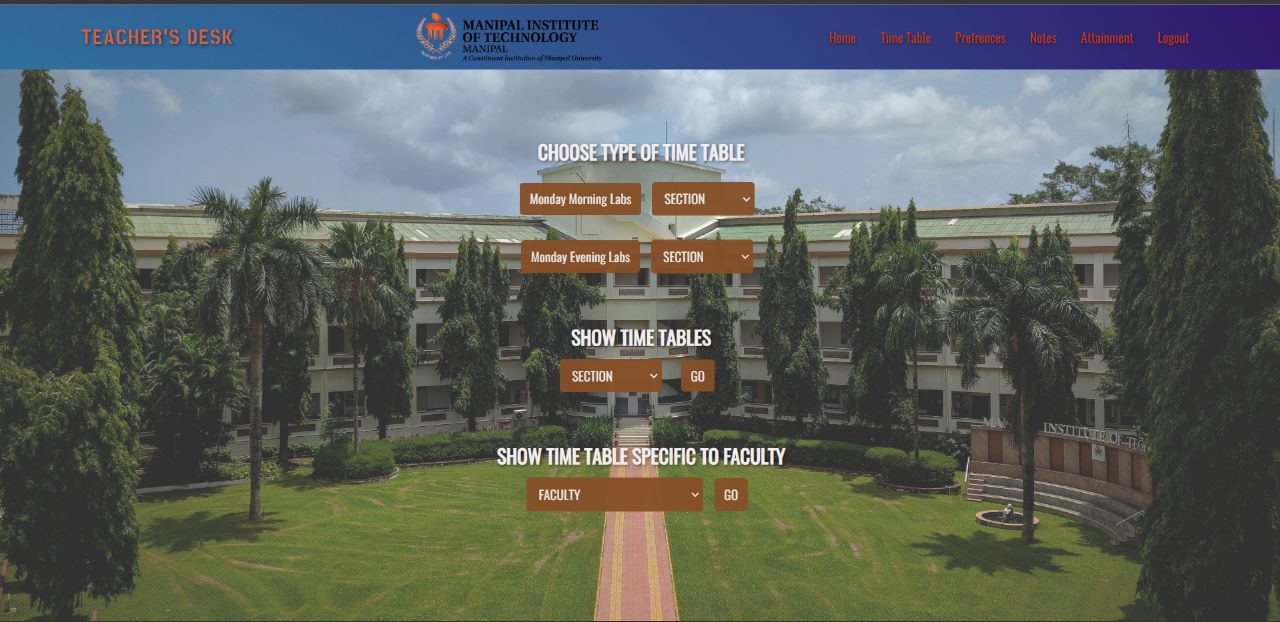 TEACHER'S DESK
MANIPAL INSTITUTE
OF TECHNOLOGY
MANIPAL
A Constituent Institution of Manipal University
Home Time Table Prefrences Notes Attainment Logout
CHOOSE TYPE OF TIME TABLE
Monday Morning Labs SECTION
Monday Evening Labs SECTION
SHOW TIME TABLES
SECTION GO
SHOW TIME TABLE SPECIFIC TO FACULTY
FACULTY GO
INSTITUTE OF